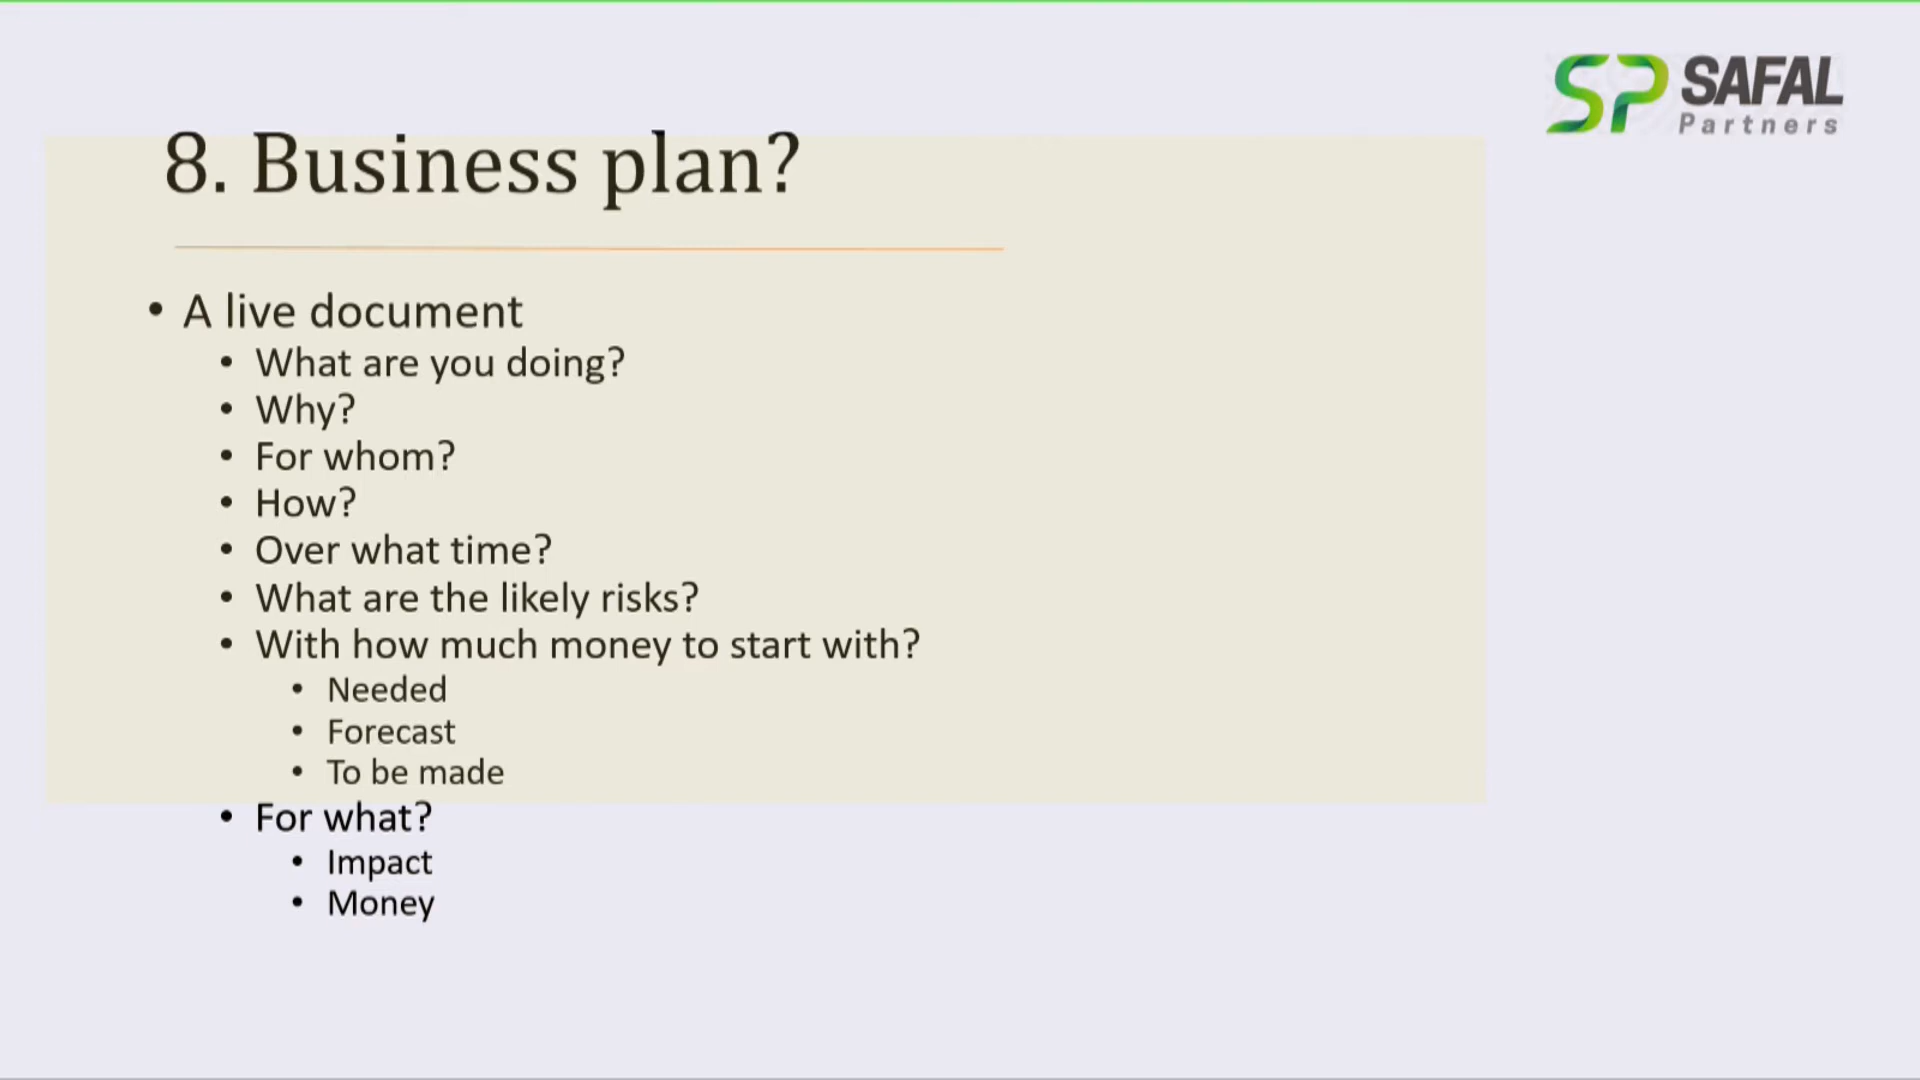 SP SAFAL
Partners
8. Business plan?
• A live document
• What are you doing?
• Why?
• For whom?
• How?
• Over what time?
• What are the likely risks?
• With how much money to start with?
• Needed
• Forecast
• To be made
• For what?
• Impact
• Money